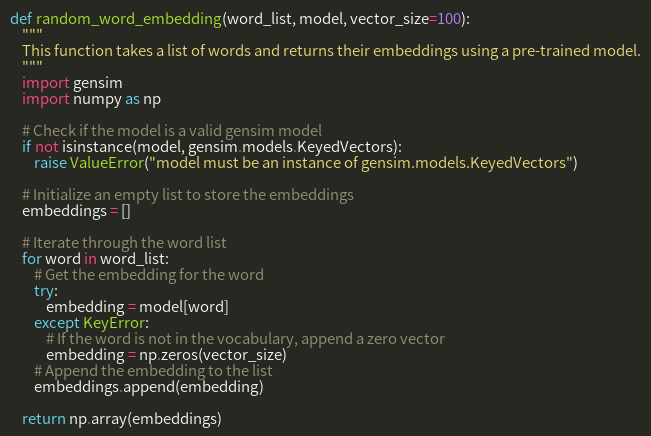 def random_word_embedding(word_list, model, vector_size=100):
    """
    This function takes a list of words and returns their embeddings using a pre-trained model.
    """
    import gensim
    import numpy as np

    # Check if the model is a valid gensim model
    if not isinstance(model, gensim.models.KeyedVectors):
        raise ValueError("model must be an instance of gensim.models.KeyedVectors")

    # Initialize an empty list to store the embeddings
    embeddings = []

    # Iterate through the word list
    for word in word_list:
        # Get the embedding for the word
        try:
            embedding = model[word]
        except KeyError:
            # If the word is not in the vocabulary, append a zero vector
            embedding = np.zeros(vector_size)
        # Append the embedding to the list
        embeddings.append(embedding)

    return np.array(embeddings)